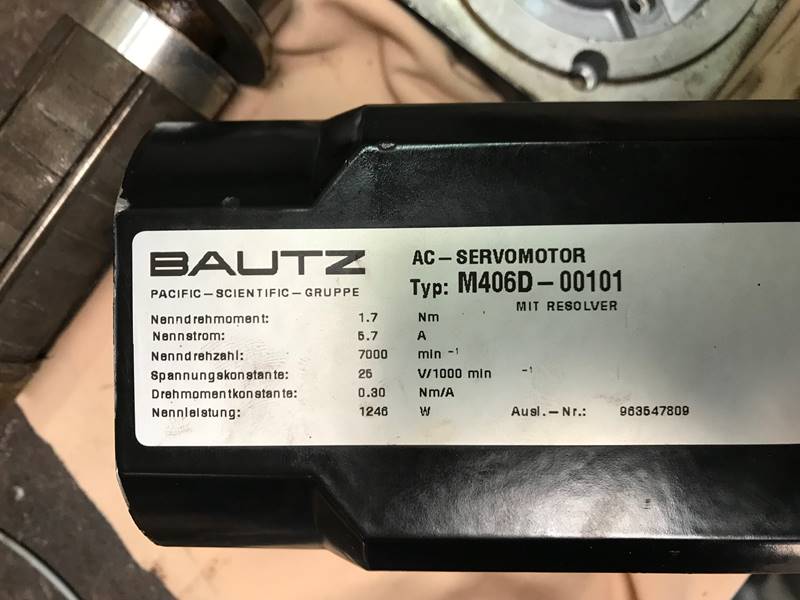 BAUTZ
PACIFIC-SCIENTIFIC-GRUPPE
AC-SERVOMOTOR
Typ: M406D-00101
MIT RESOLVER
Nenndrehmoment: 1.7 Nm
Nennstrom: 5.7 A
Nenndrehzahl: 7000 min -1
Spannungskonstante: 25 V/1000 min -1
Drehmomentkonstante: 0.30 Nm/A
Nennleistung: 1246 W Ausl.-Nr.: 963547809